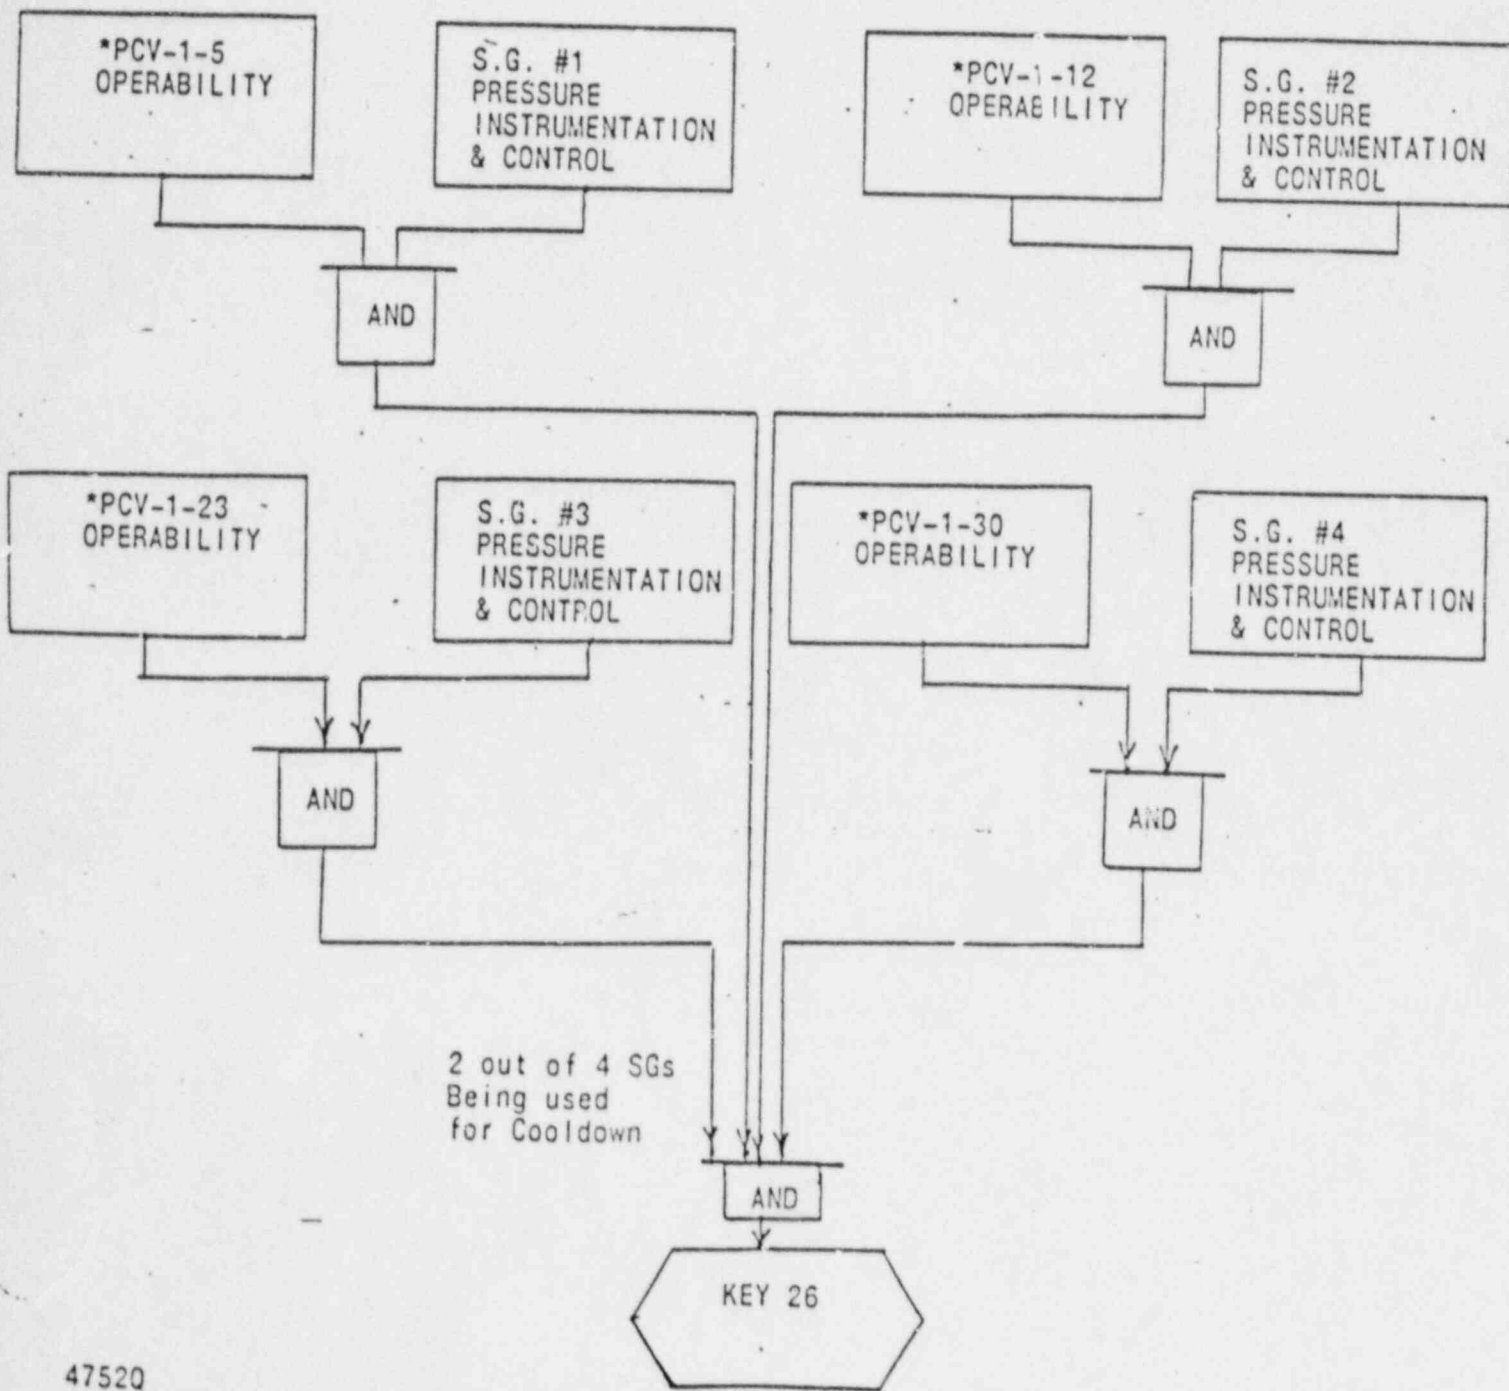 *PCV-1-5
OPERABILITY
S.G. #1
PRESSURE
INSTRUMENTATION
& CONTROL
*PCV-1-12
OPERABILITY
S.G. #2
PRESSURE
INSTRUMENTATION
& CONTROL
AND
AND
*PCV-1-23
OPERABILITY
S.G. #3
PRESSURE
INSTRUMENTATION
& CONTROL
*PCV-1-30
OPERABILITY
S.G. #4
PRESSURE
INSTRUMENTATION
& CONTROL
AND
AND
2 out of 4 SGs
Being used
for Cooldown
AND
KEY 26
4752Q